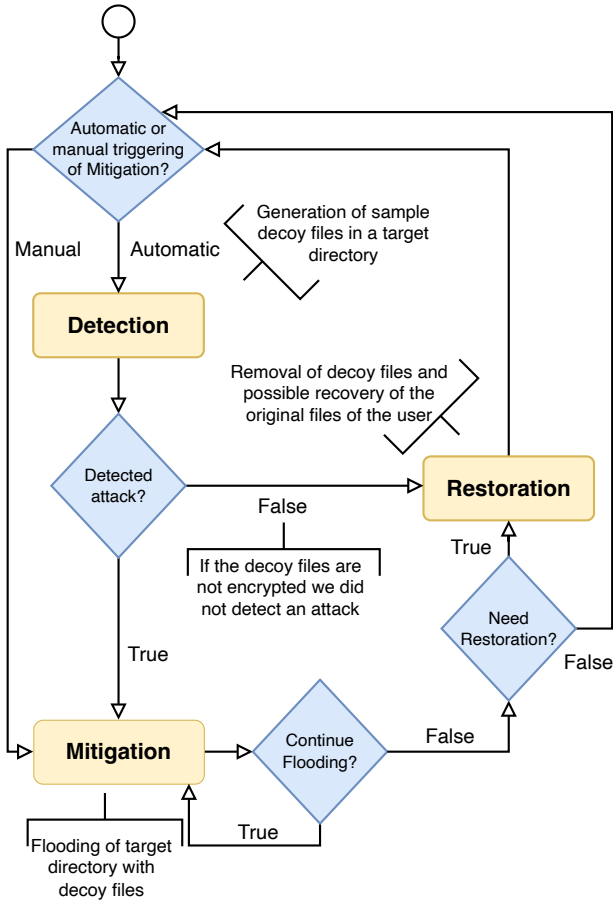 Automatic or
manual triggering
of Mitigation?
Manual
Automatic
Generation of sample
decoy files in a target
directory
Detection
Removal of decoy files and
possible recovery of the
original files of the user
Detected
attack?
False
Restoration
If the decoy files are
not encrypted we did
not detect an attack
True
Need
Restoration?
False
True
Mitigation
Continue
Flooding?
False
True
Flooding of target
directory with
decoy files